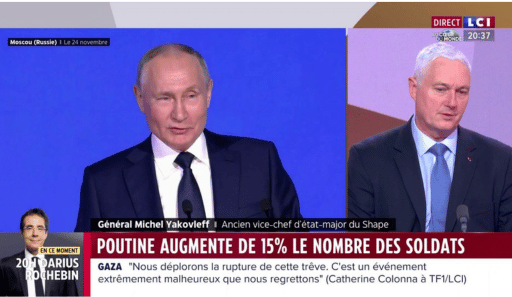 DIRECT LCI
20:37
Moscou (Russie) | Le 24 novembre
Général Michel Yakovleff | Ancien vice-chef d'état-major du Shape
EN CE MOMENT
20H DARIUS
ROCHEBIN
POUTINE AUGMENTE DE 15% LE NOMBRE DES SOLDATS
GAZA "Nous déplorons la rupture de cette trêve. C'est un événement
extrêmement malheureux que nous regrettons" (Catherine Colonna à TF1/LCI)